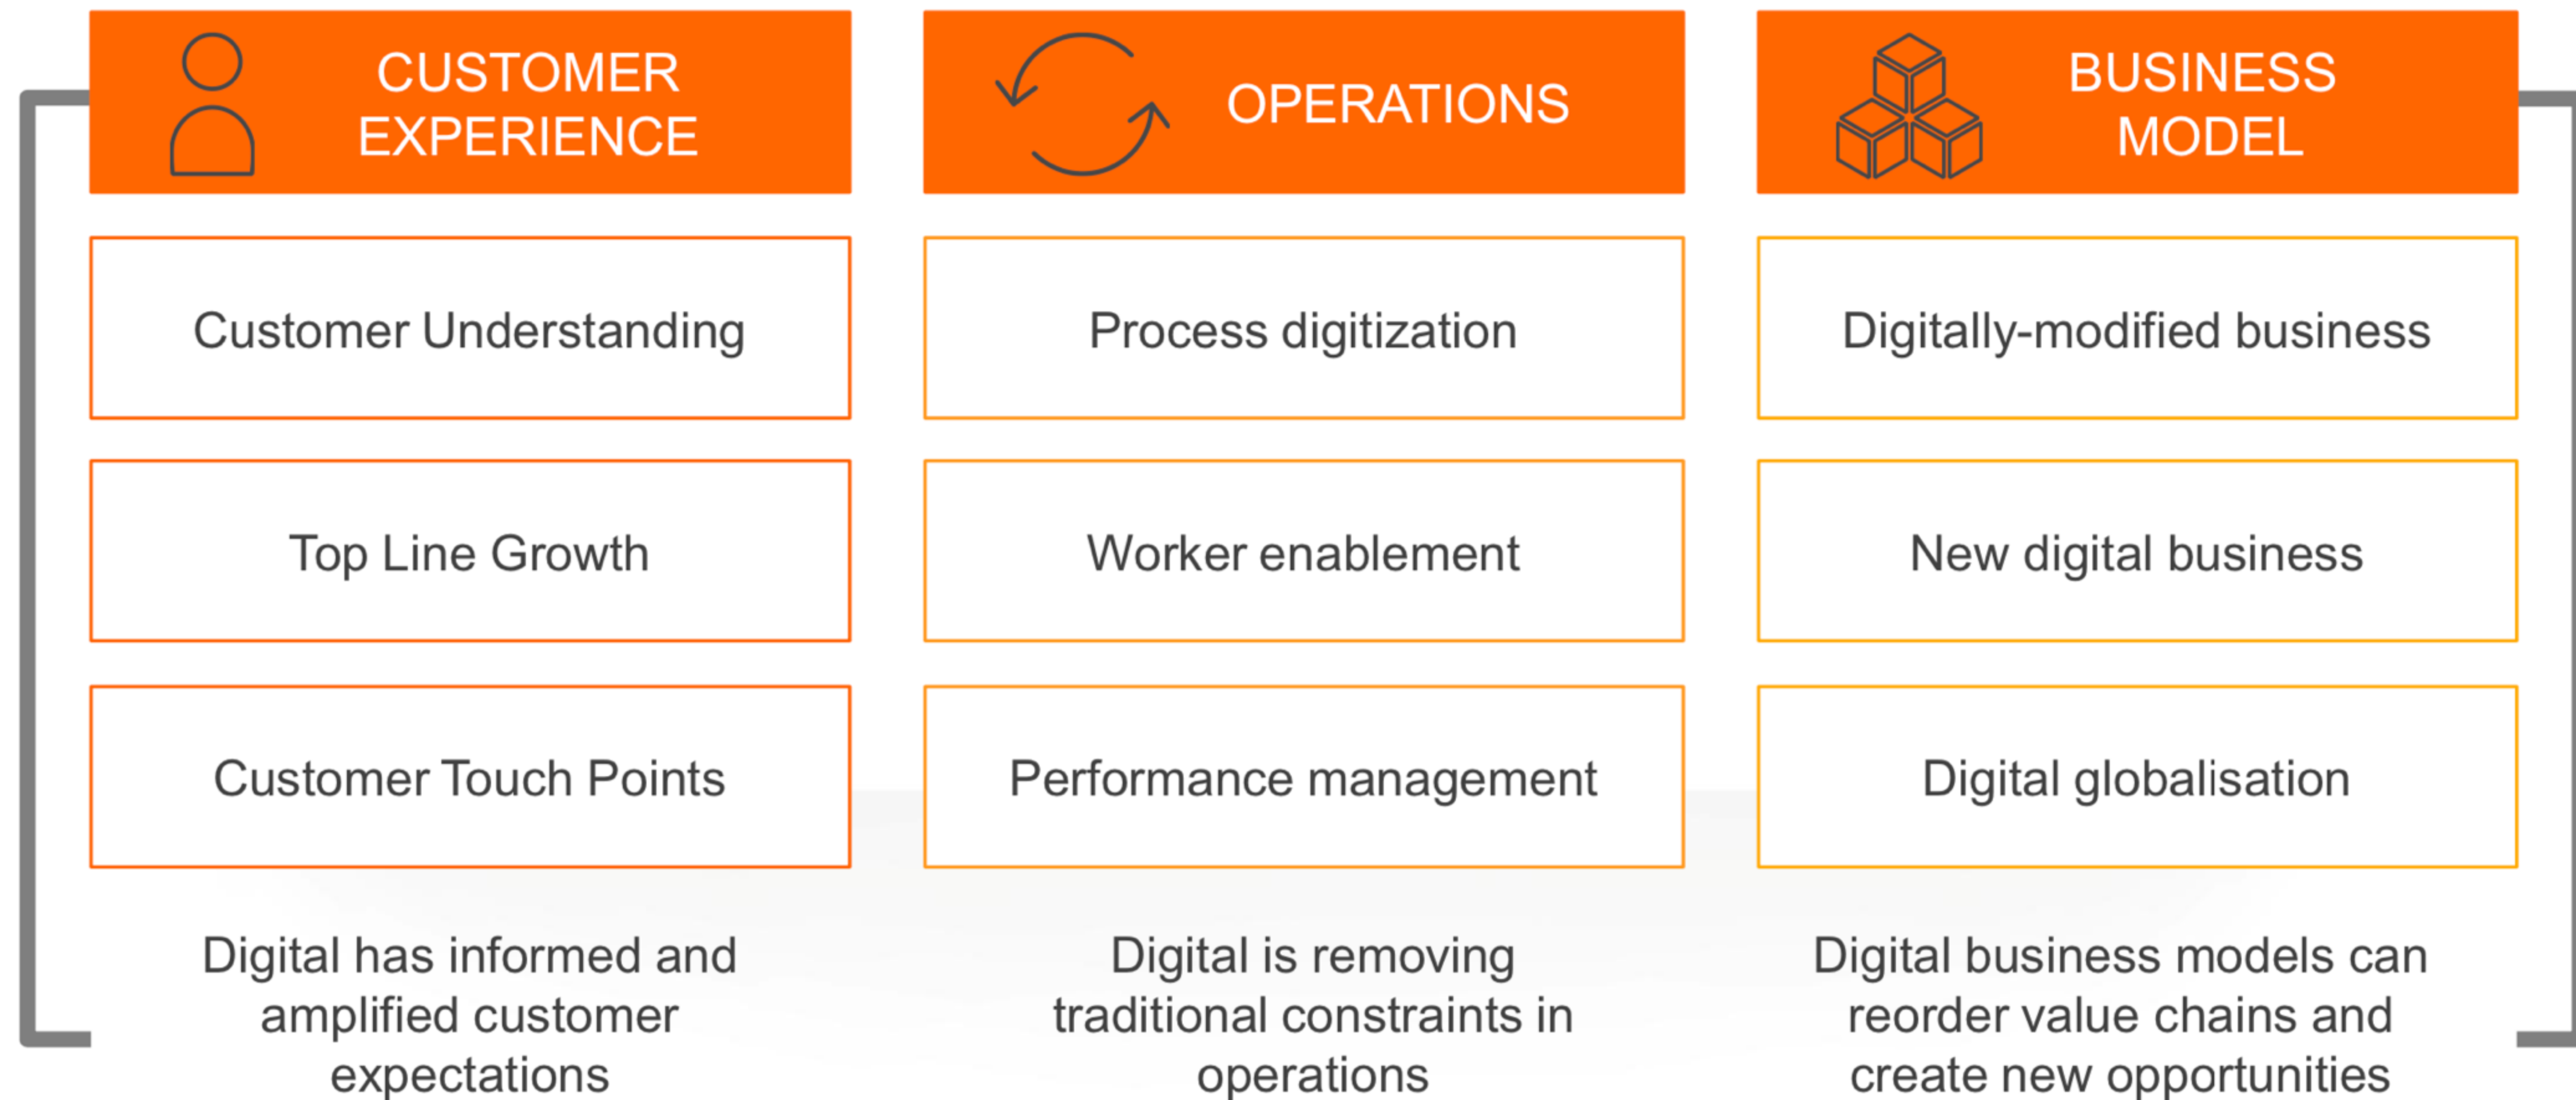 CUSTOMER
EXPERIENCE
Customer Understanding
Top Line Growth
Customer Touch Points
Digital has informed and
amplified customer
expectations
OPERATIONS
Process digitization
Worker enablement
Performance management
Digital is removing
traditional constraints in
operations
BUSINESS
MODEL
Digitally-modified business
New digital business
Digital globalisation
Digital business models can
reorder value chains and
create new opportunities